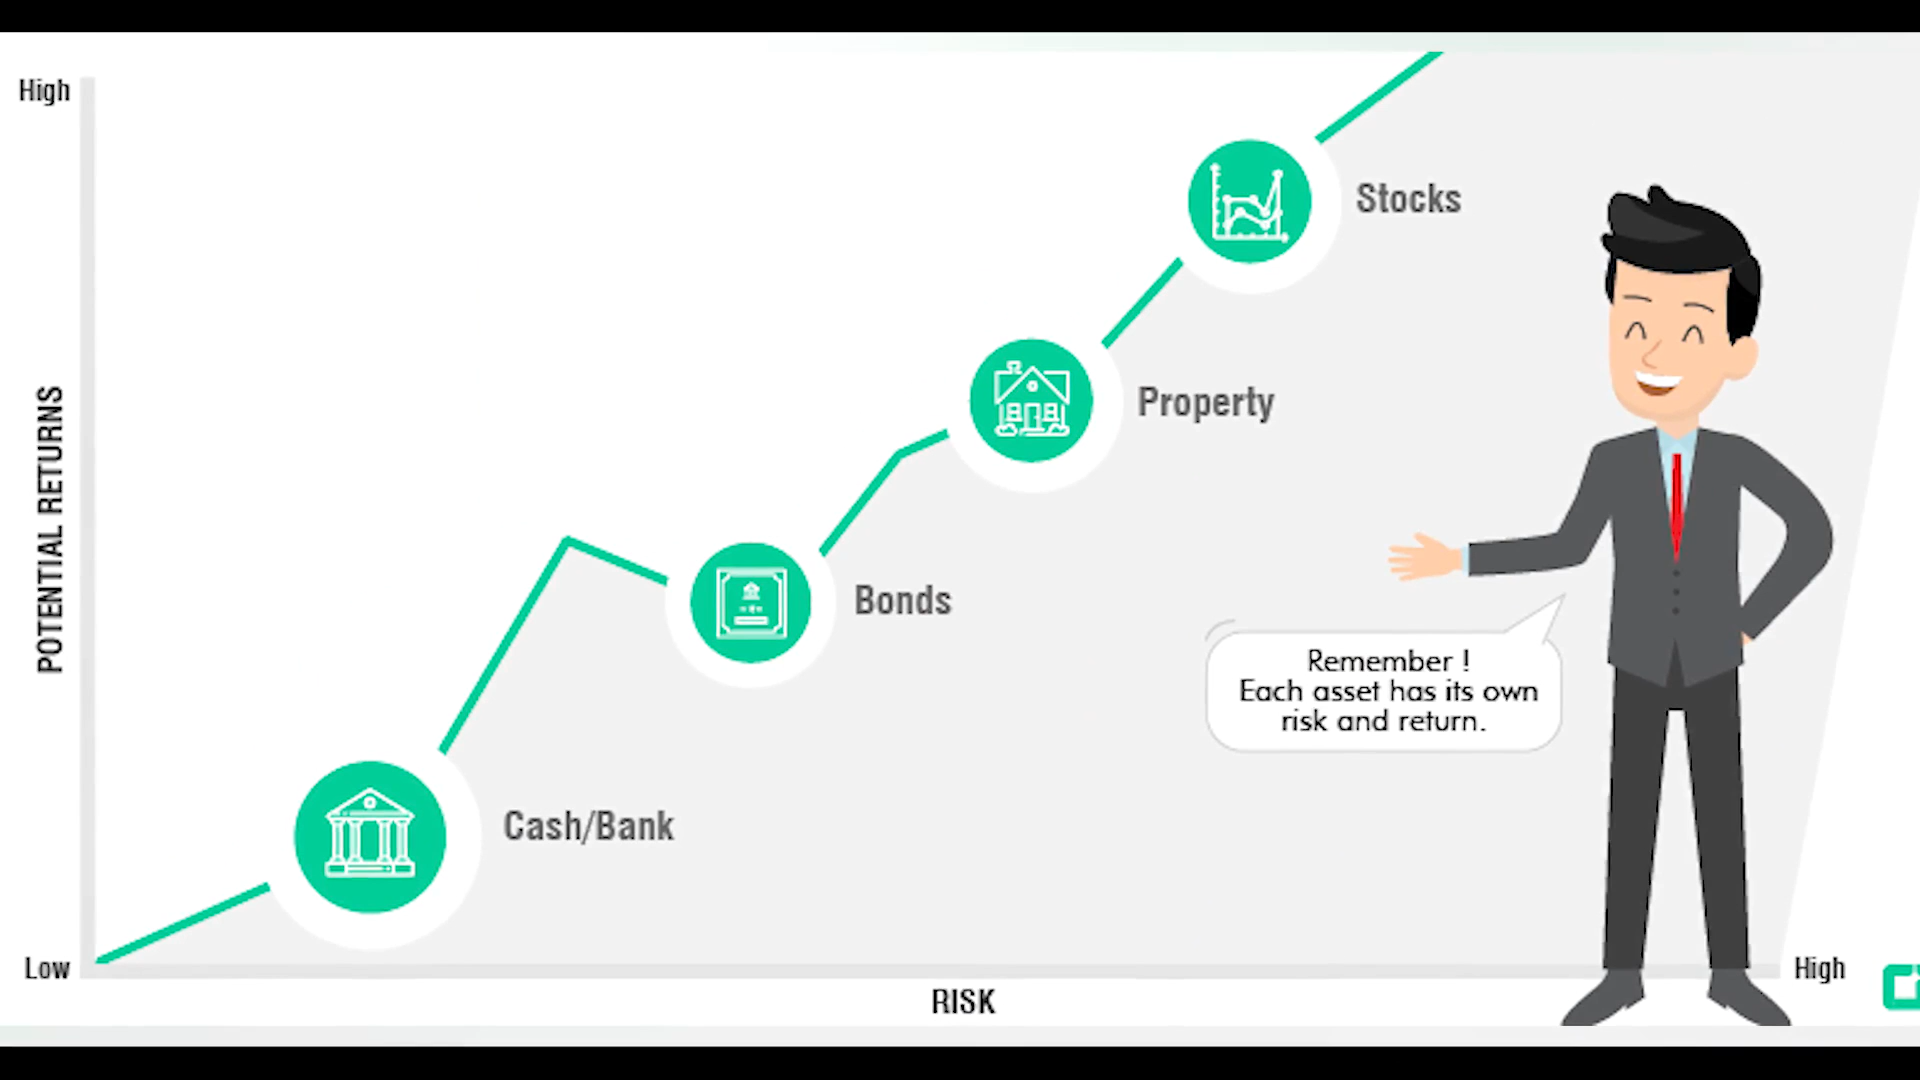 High
Stocks
Property
POTENTIAL RETURNS
Bonds
Remember !
Each asset has its own
risk and return.
Cash/Bank
Low
High
RISK